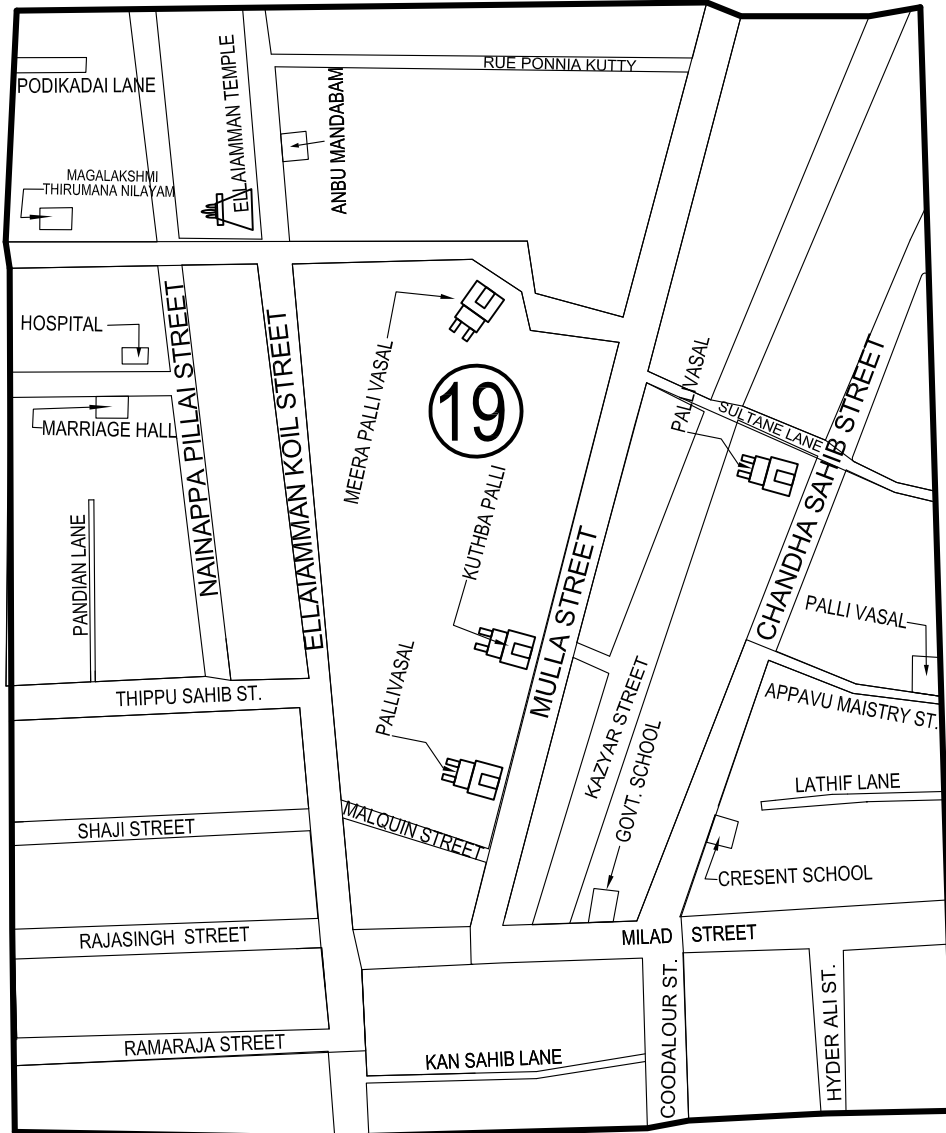 RUE PONNIA KUTTY
PODIKADAI LANE
ELLAIAMMAN TEMPLE
ANBU MANDABAM
MAGALAKSHMI
THIRUMANA NILAYAM
HOSPITAL
MARRIAGE HALL
NAINAPPA PILLAI STREET
ELLAIAMMAN KOIL STREET
MEERA PALLI VASAL
19
PALLIVASAL
SULTANE LANE
CHANDHA SAHIB STREET
KUTHBA PALLI
PANDIAN LANE
MULLA STREET
PALLI VASAL
THIPPU SAHIB ST.
PALLIVASAL
KAZYAR STREET
GOVT. SCHOOL
APPAVU MAISTRY ST.
LATHIF LANE
SHAJI STREET
MALQUIN STREET
CRESENT SCHOOL
RAJASINGH STREET
MILAD STREET
RAMARAJA STREET
KAN SAHIB LANE
COODALOUR ST.
HYDER ALI ST.